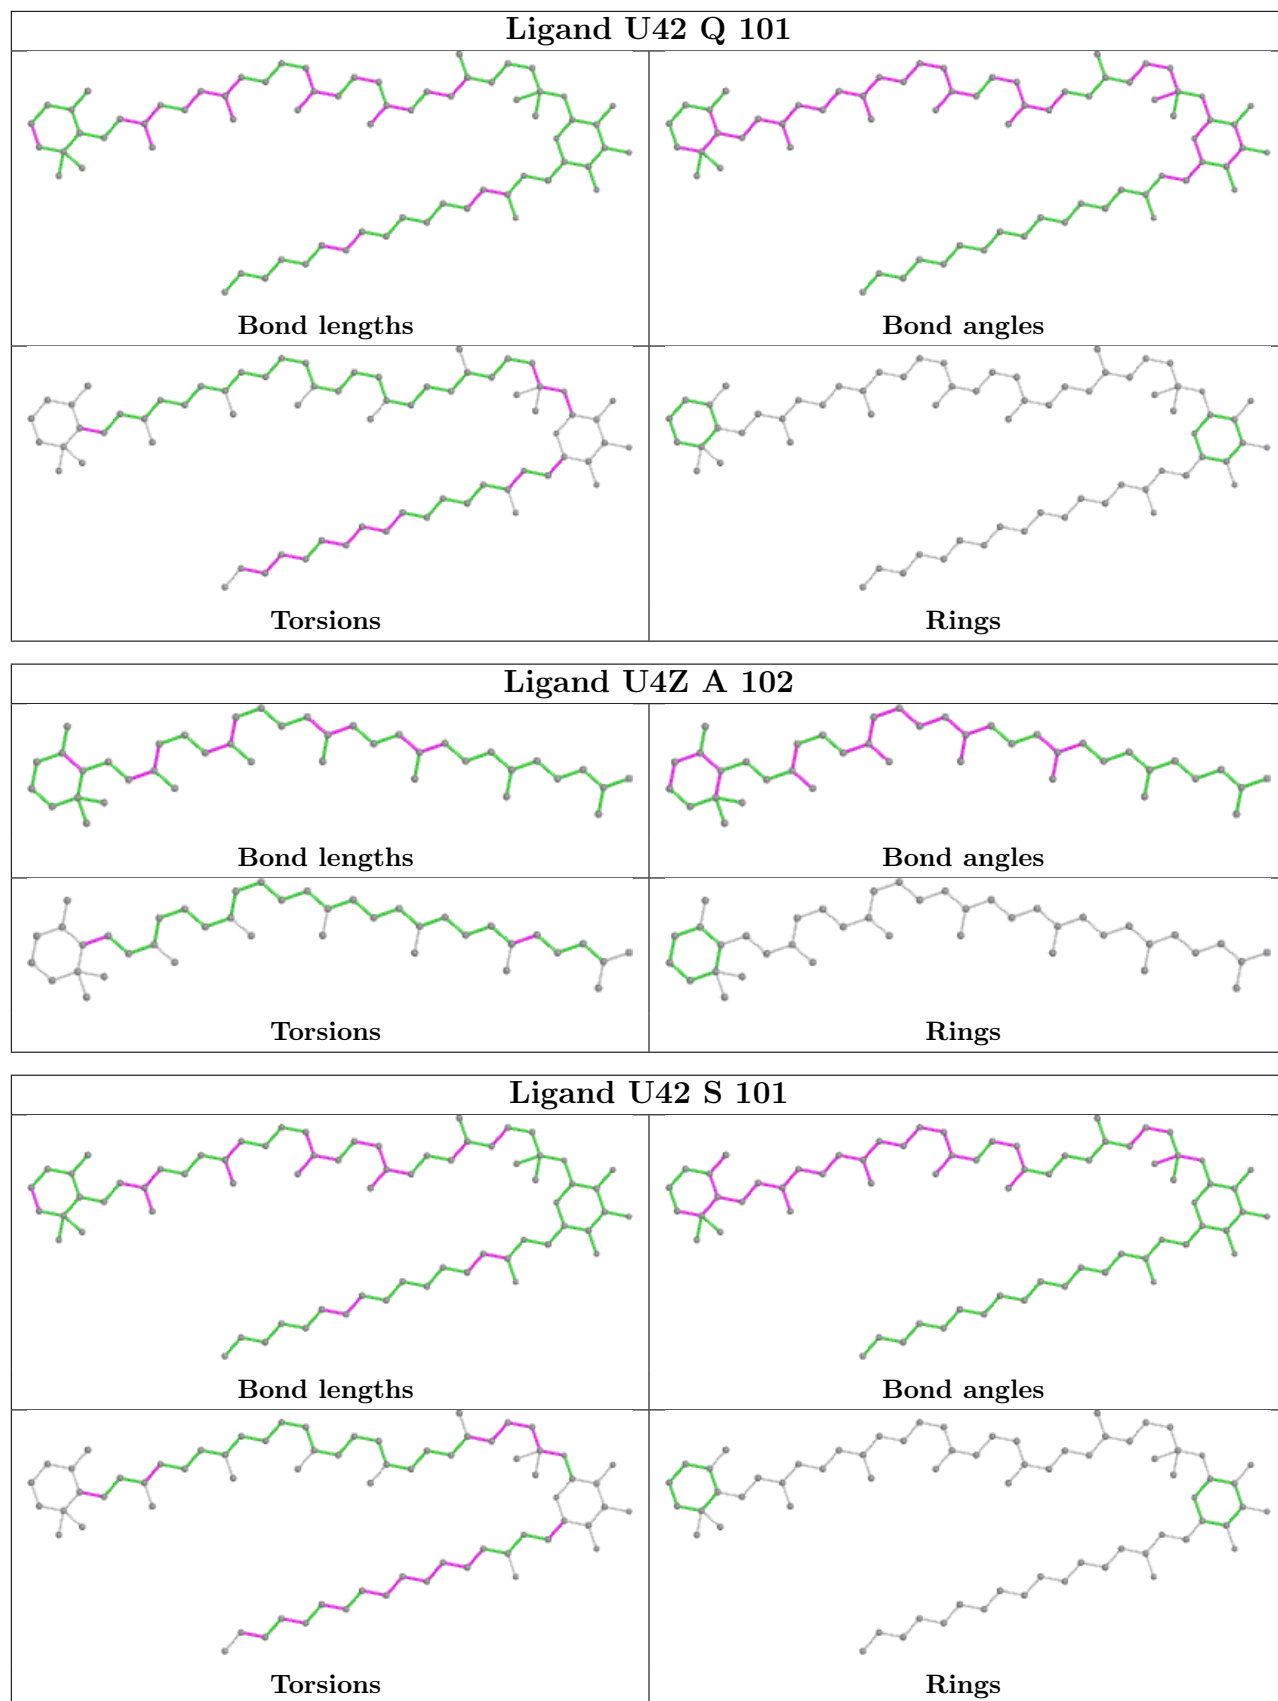 Ligand U42 Q 101
Bond lengths
Bond angles
Torsions
Rings
Ligand U4Z A 102
Bond lengths
Bond angles
Torsions
Rings
Ligand U42 S 101
Bond lengths
Bond angles
Torsions
Rings